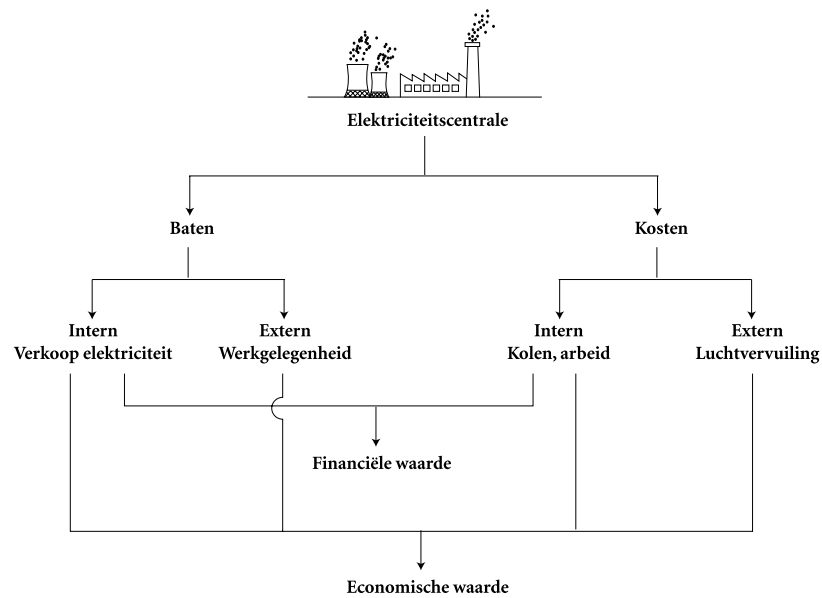 Elektriciteitscentrale
Baten
Kosten
Intern
Verkoop elektriciteit
Extern
Werkgelegenheid
Intern
Kolen, arbeid
Extern
Luchtvervuiling
Financiële waarde
Economische waarde